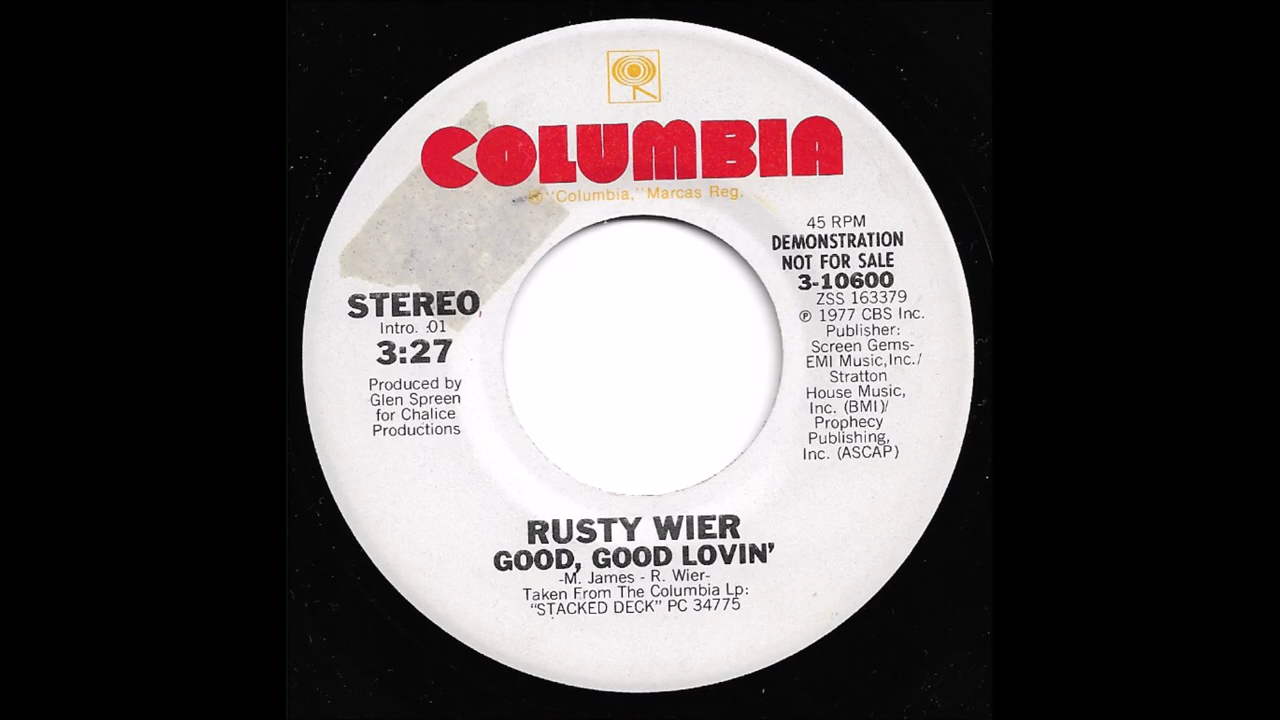 COLUMBIA
® "Columbia," Marcas Reg.
45 RPM
DEMONSTRATION
NOT FOR SALE
3-10600
ZSS 163379
℗ 1977 CBS Inc.
Publisher:
Screen Gems-
EMI Music,Inc./
Stratton
House Music,
Inc. (BMI)/
Prophecy
Publishing,
Inc. (ASCAP)
STEREO
Intro. :01
3:27
Produced by
Glen Spreen
for Chalice
Productions
RUSTY WIER
GOOD, GOOD LOVIN'
-M. James - R. Wier-
Taken From The Columbia Lp:
"STACKED DECK" PC 34775